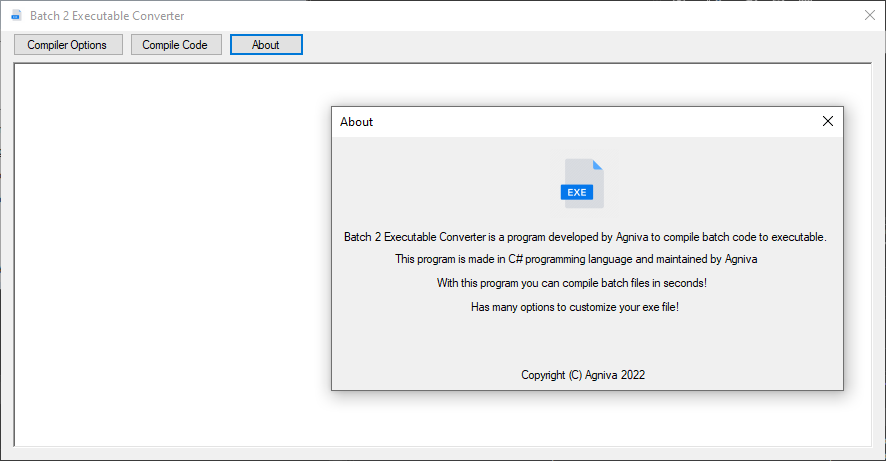 Batch 2 Executable Converter
Compiler Options
Compile Code
About
About
EXE
Batch 2 Executable Converter is a program developed by Agniva to compile batch code to executable.
This program is made in C# programming language and maintained by Agniva
With this program you can compile batch files in seconds!
Has many options to customize your exe file!
Copyright (C) Agniva 2022